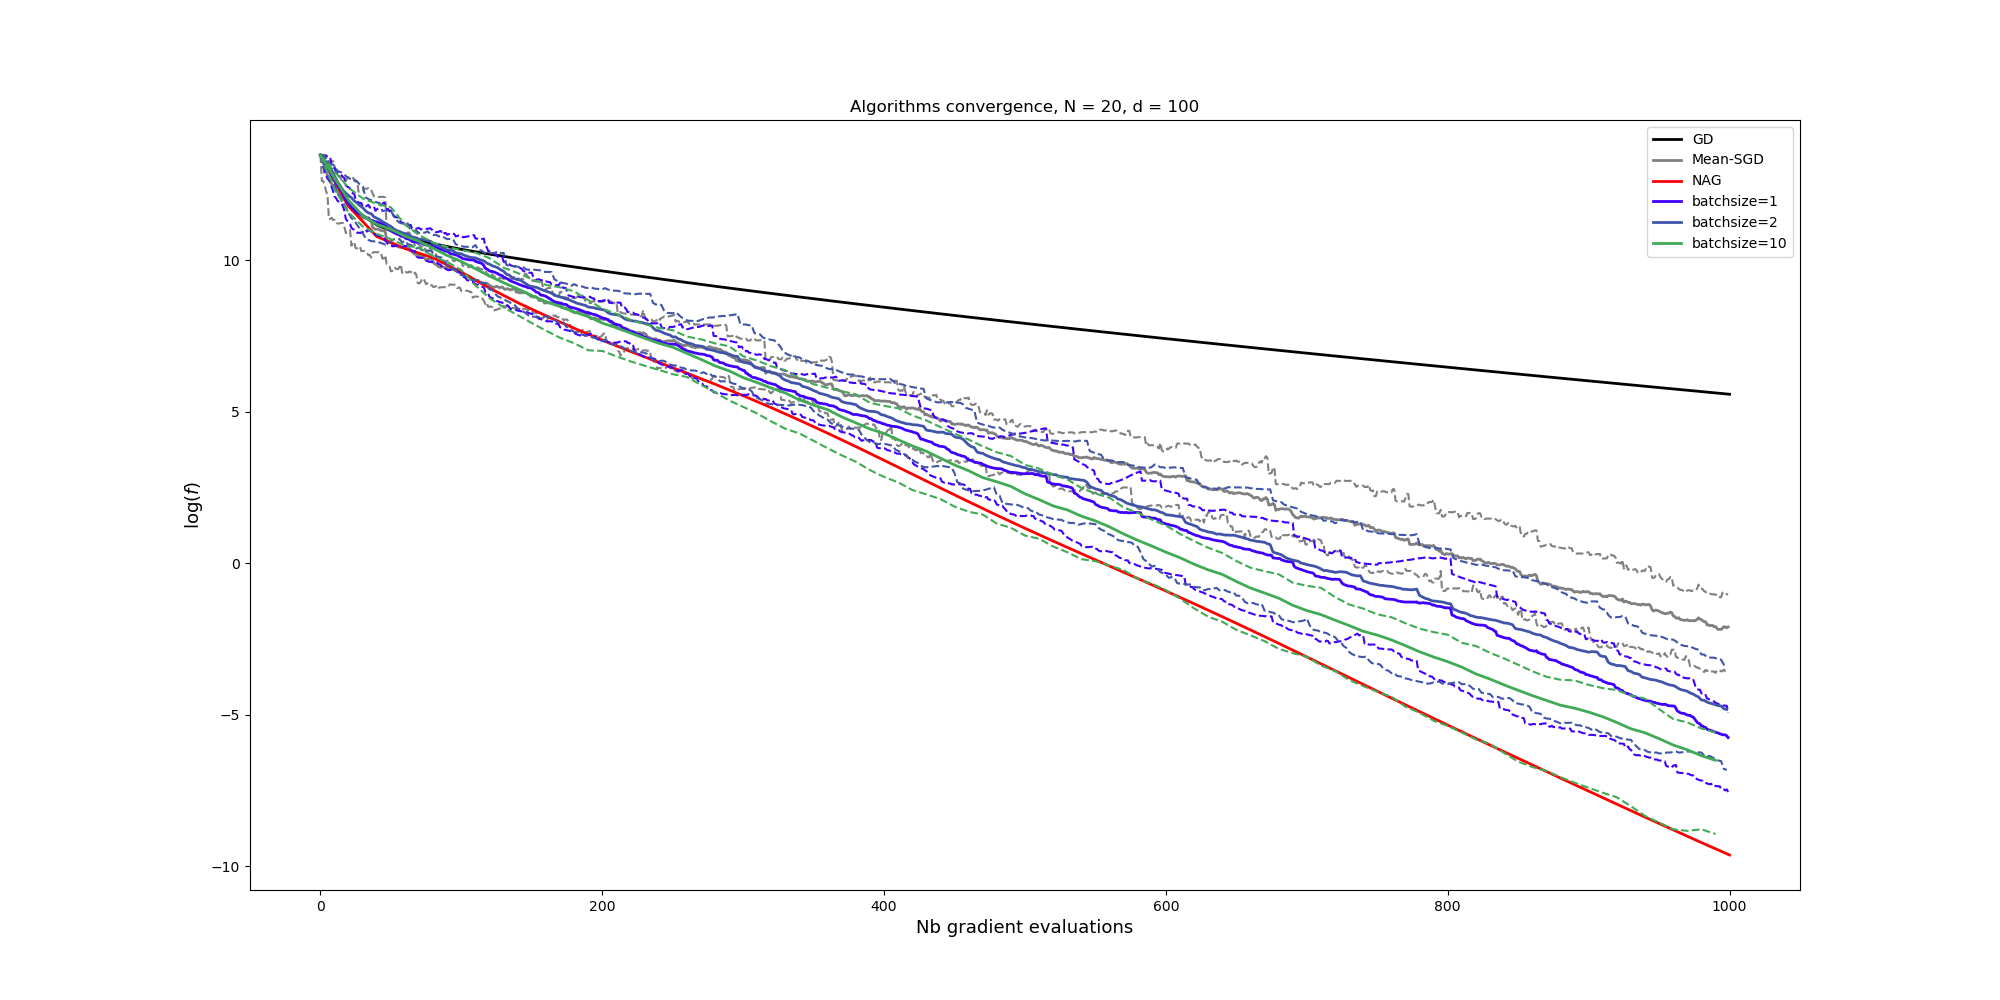 Algorithms convergence, N = 20, d = 100
GD
Mean-SGD
NAG
batchsize=1
batchsize=2
batchsize=10
log(f)
10
5
0
−5
−10
0 200 400 600 800 1000
Nb gradient evaluations